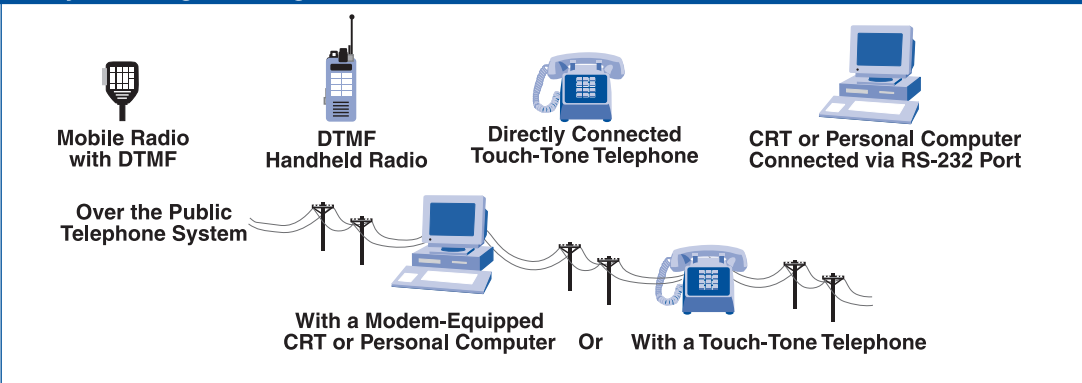 Mobile Radio
with DTMF
DTMF
Handheld Radio
Directly Connected
Touch-Tone Telephone
CRT or Personal Computer
Connected via RS-232 Port
Over the Public
Telephone System
With a Modem-Equipped
CRT or Personal Computer
Or
With a Touch-Tone Telephone